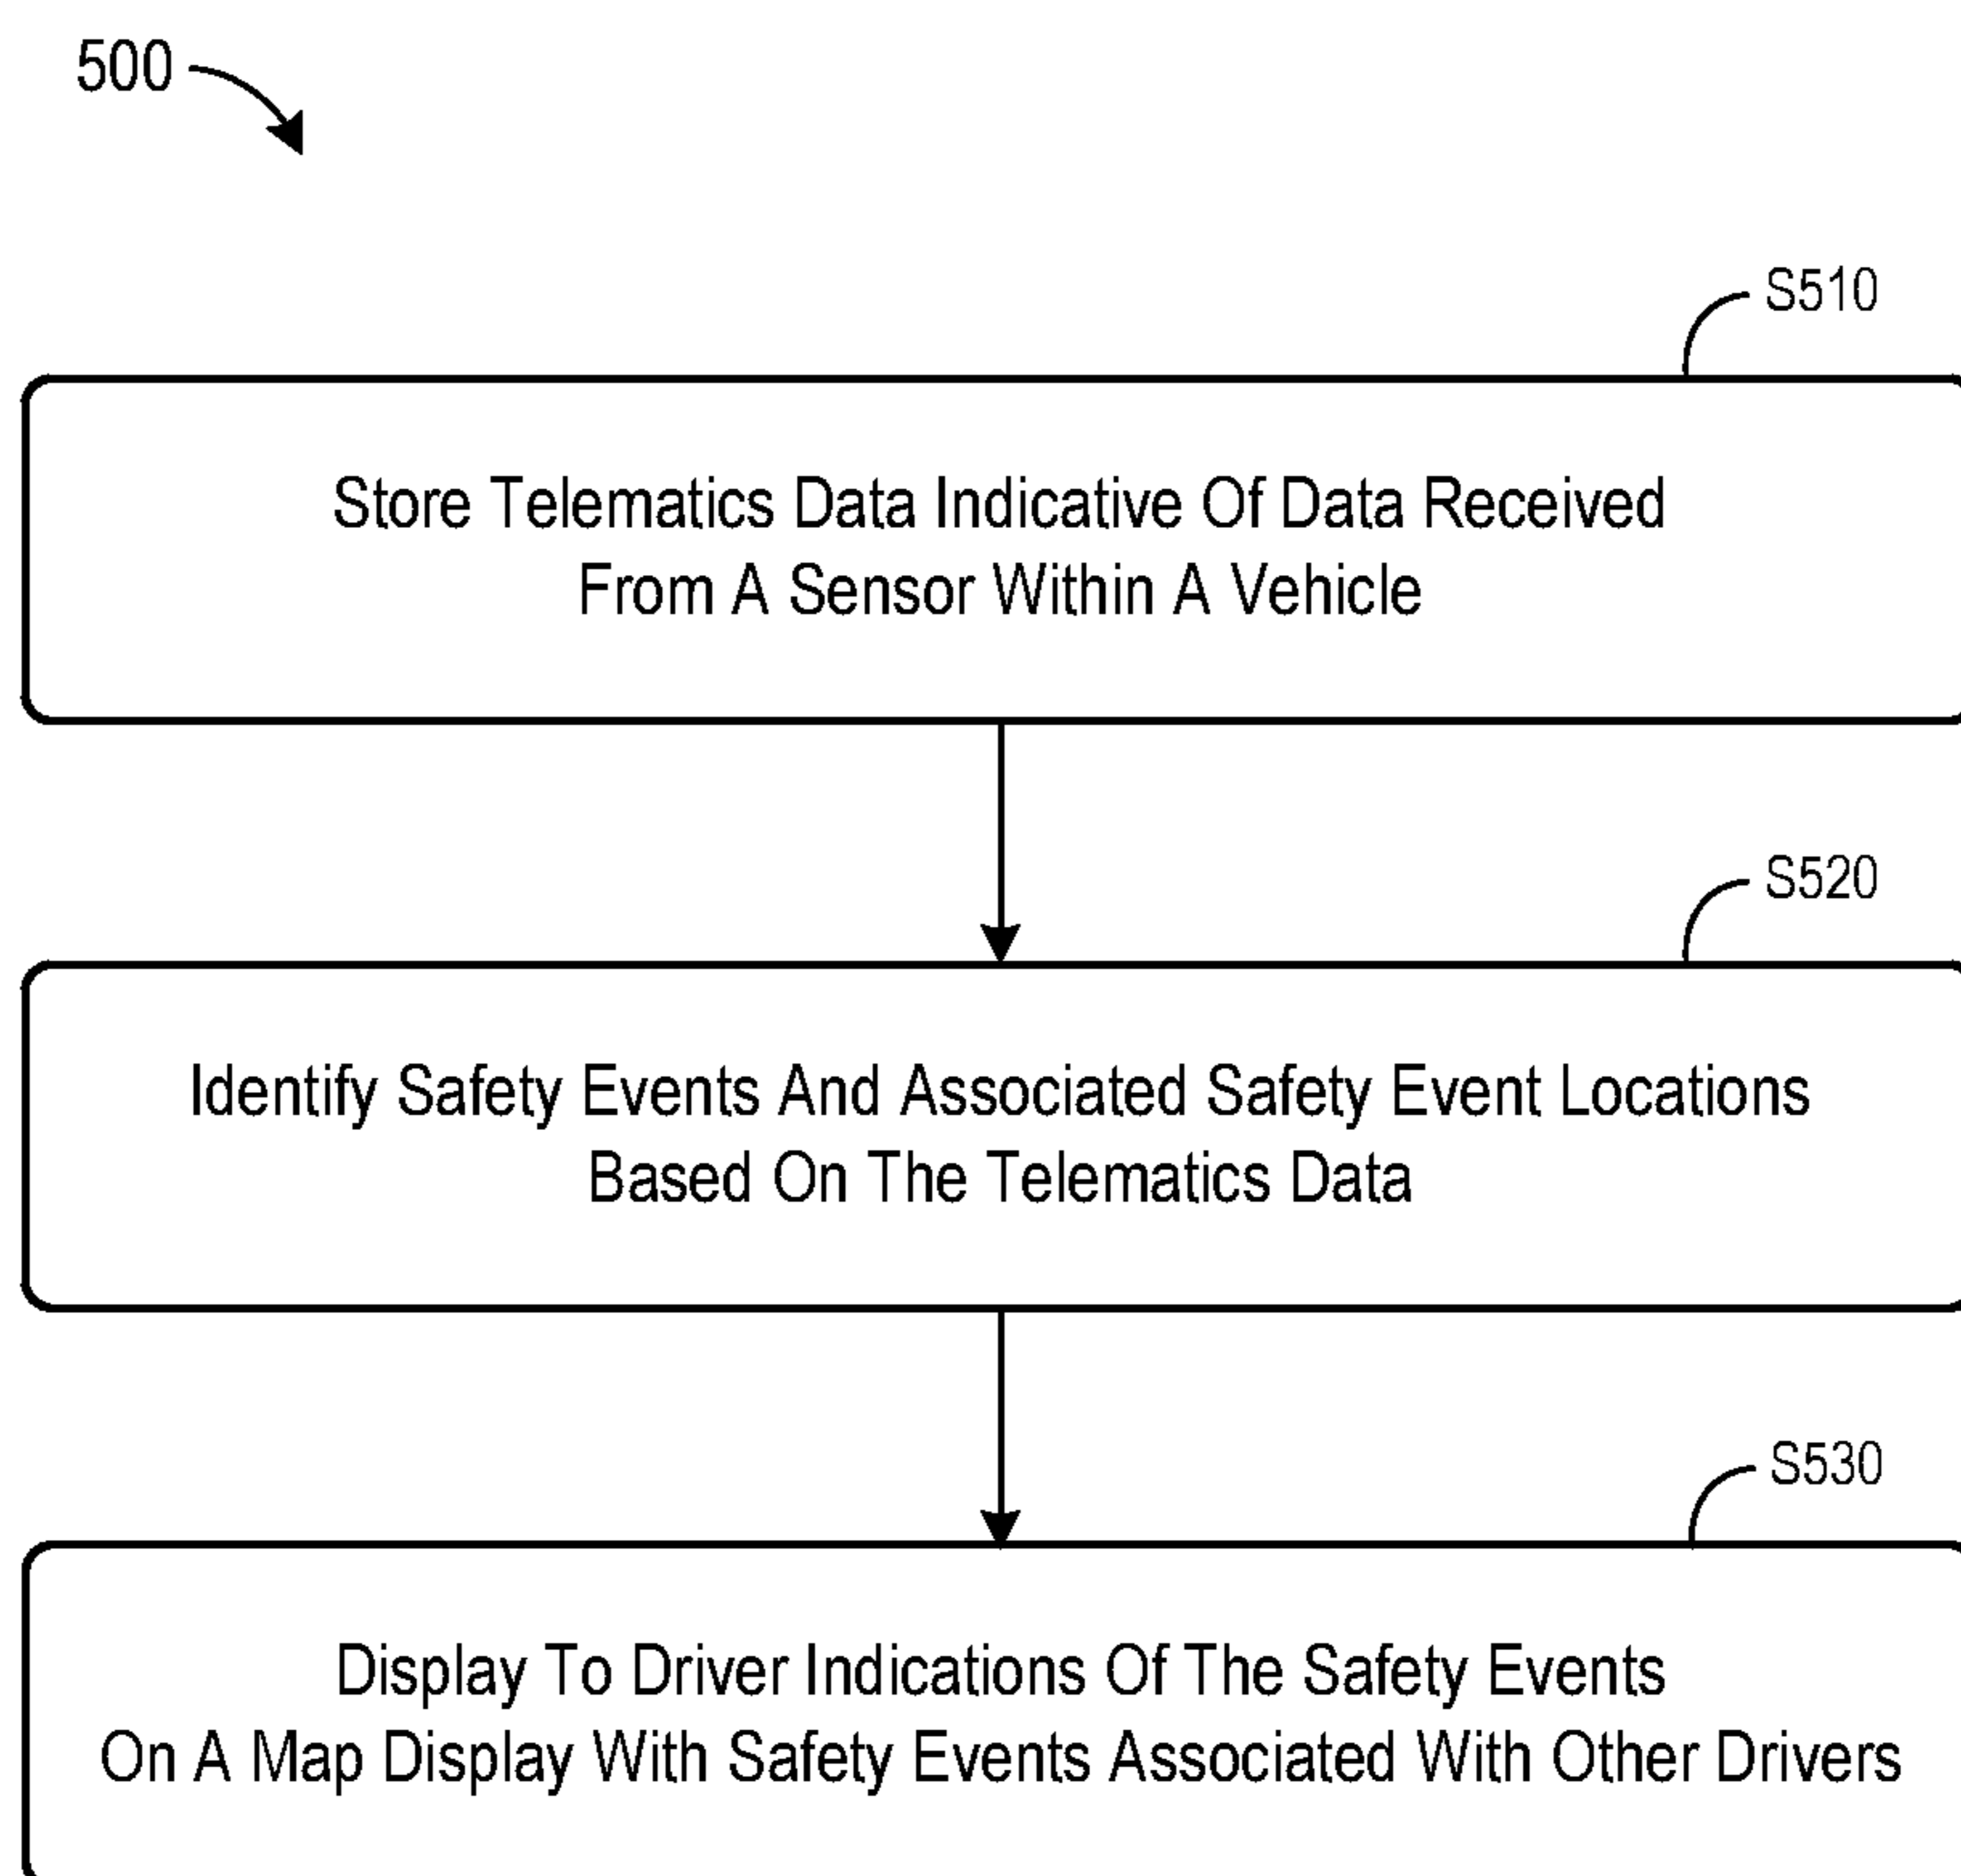 500
S510
Store Telematics Data Indicative Of Data Received
From A Sensor Within A Vehicle
S520
Identify Safety Events And Associated Safety Event Locations
Based On The Telematics Data
S530
Display To Driver Indications Of The Safety Events
On A Map Display With Safety Events Associated With Other Drivers